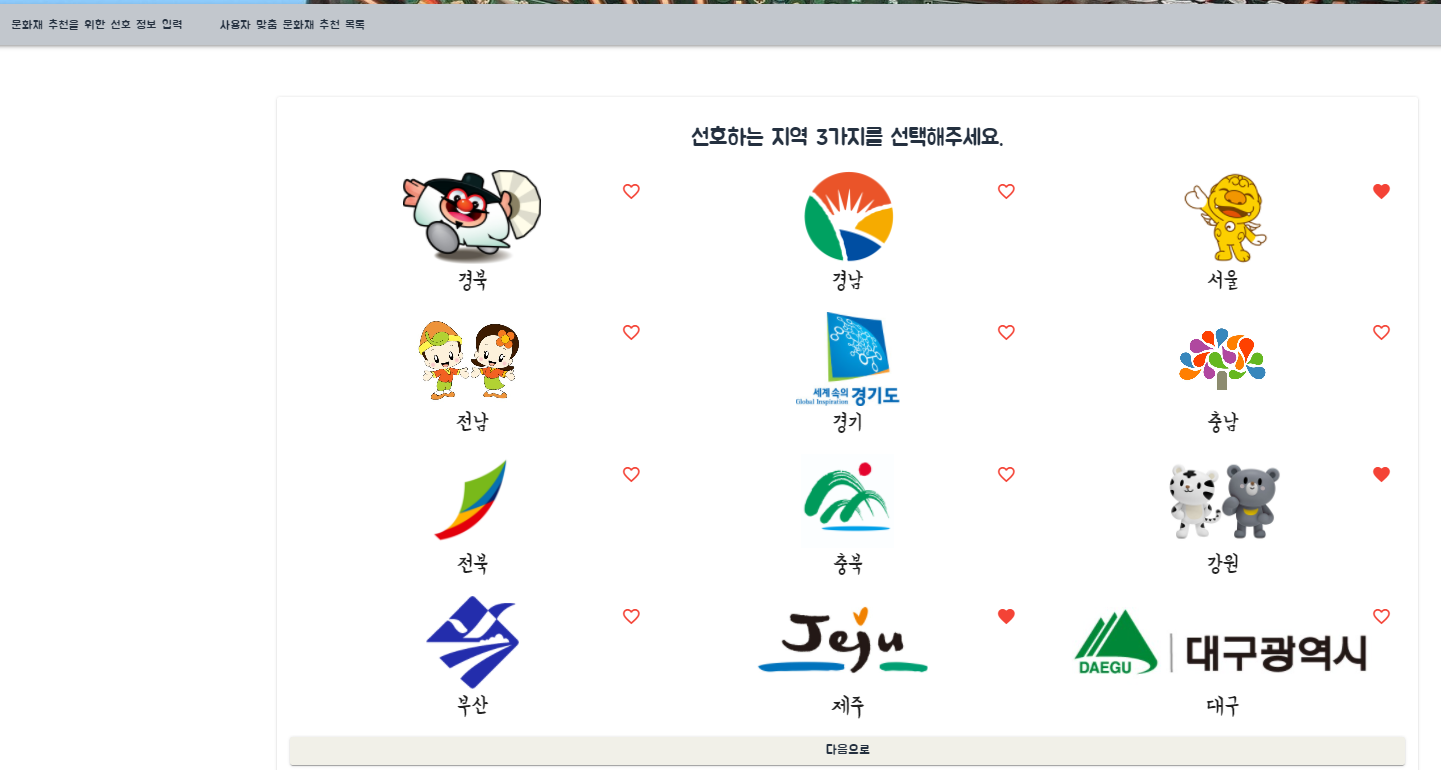 문화재 추천을 위한 선호 정보 입력
사용자 맞춤 문화재 추천 목록
선호하는 지역 3가지를 선택해주세요.
경북
경남
서울
전남
세계 속의 경기도
Global Inspiration
경기
충남
전북
충북
강원
부산
Jeju
제주
DAEGU
대구광역시
대구
다음으로